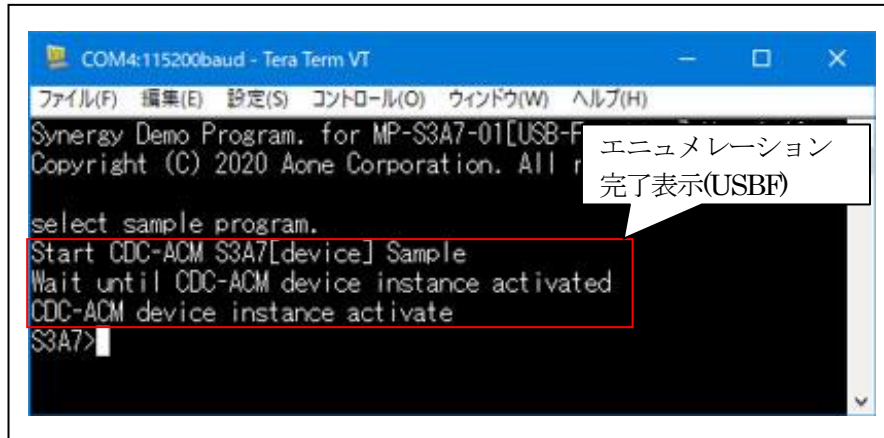 COM4:115200baud - Tera Term VT
ファイル(F) 編集(E) 設定(S) コントロール(O) ウィンドウ(W) ヘルプ(H)
Synergy Demo Program. for MP-S3A7-01[USB-F
Copyright (C) 2020 Aone Corporation. All r
エニュメレーション
完了表示(USBF)
select sample program.
Start CDC-ACM S3A7[device] Sample
Wait until CDC-ACM device instance activated
CDC-ACM device instance activate
S3A7>